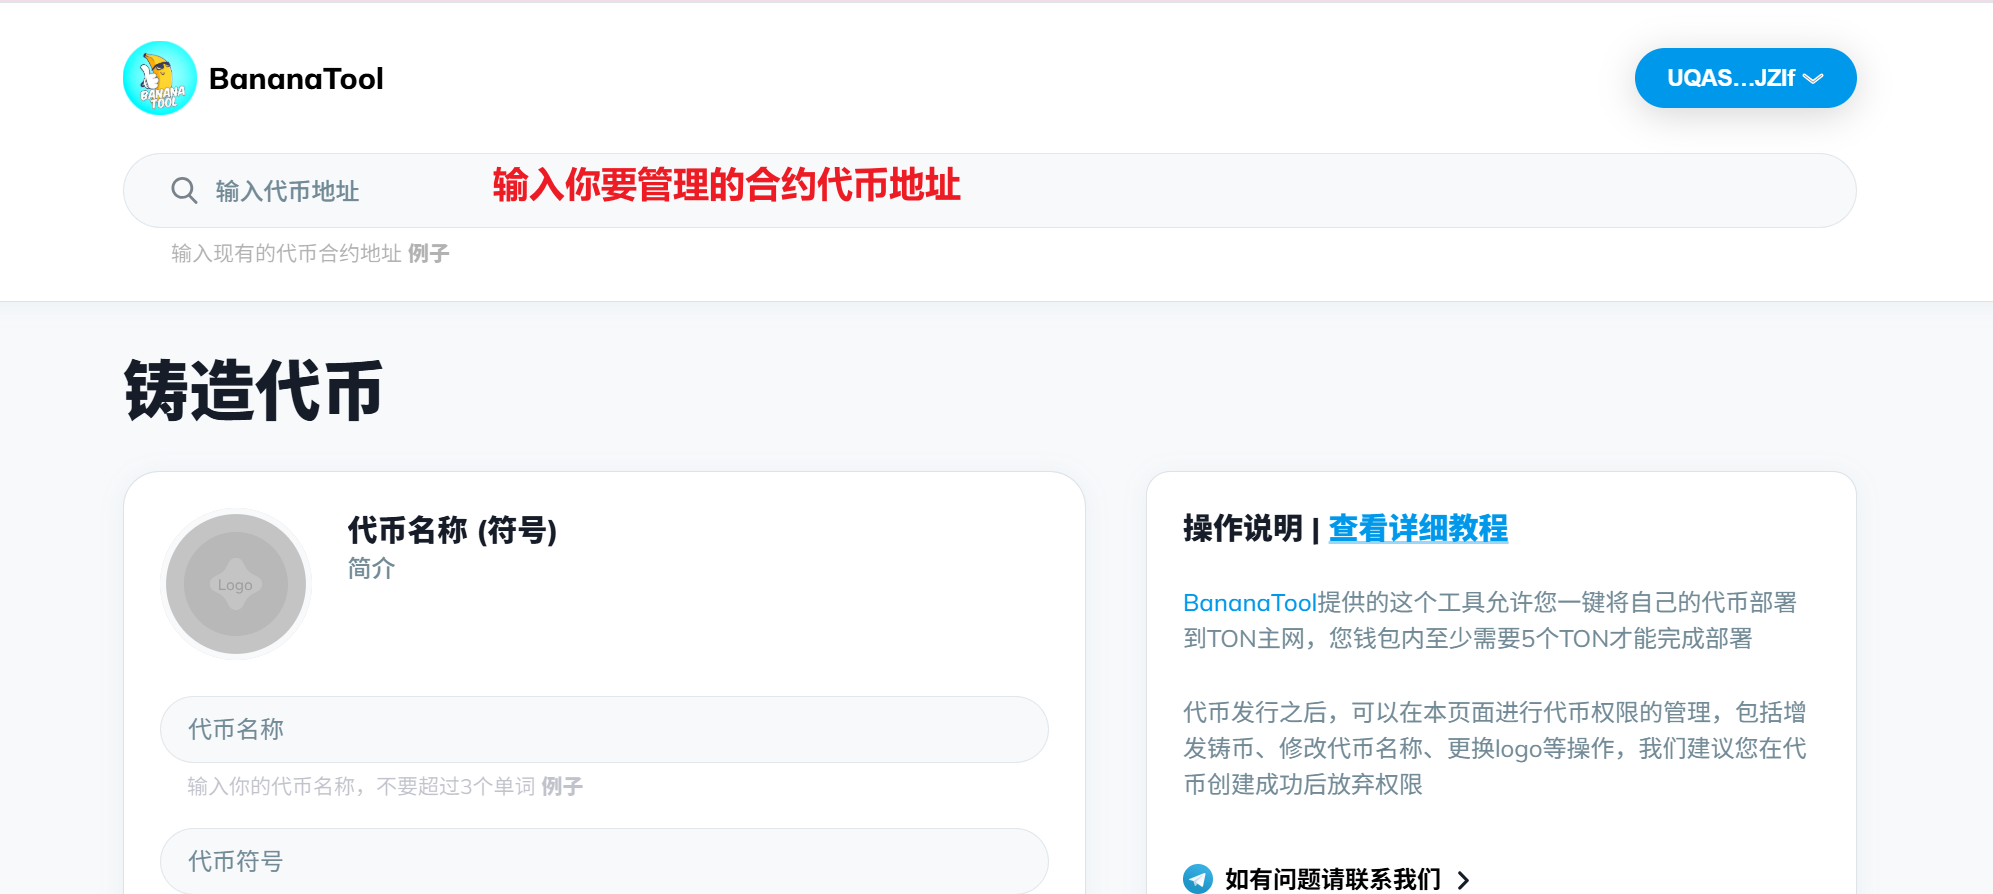 BANANA
TOOL
BananaTool
UQAS...JZIf
输入代币地址
输入你要管理的合约代币地址
输入现有的代币合约地址 例子
铸造代币
Logo
代币名称 (符号)
简介
代币名称
输入你的代币名称，不要超过3个单词 例子
代币符号
操作说明 | 查看详细教程
BananaTool提供的这个工具允许您一键将自己的代币部署
到TON主网，您钱包内至少需要5个TON才能完成部署
代币发行之后，可以在本页面进行代币权限的管理，包括增
发铸币、修改代币名称、更换logo等操作，我们建议您在代
币创建成功后放弃权限
如有问题请联系我们